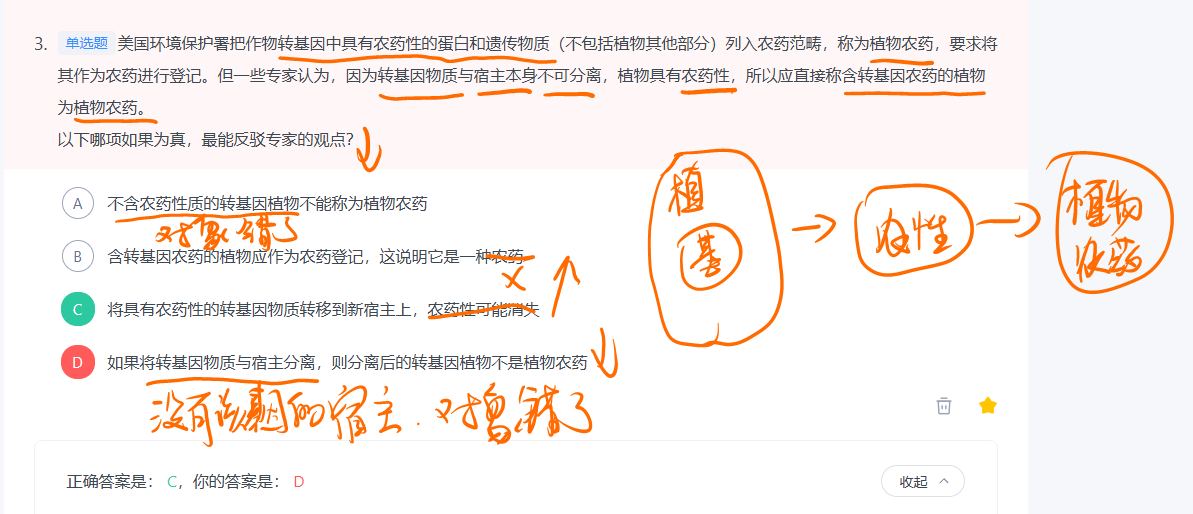 3. 单选题 美国环境保护署把作物转基因中具有农药性的蛋白和遗传物质（不包括植物其他部分）列入农药范畴，称为植物农药，要求将
其作为农药进行登记。但一些专家认为，因为转基因物质与宿主本身不可分离，植物具有农药性，所以应直接称含转基因农药的植物
为植物农药。
以下哪项如果为真，最能反驳专家的观点？
植
基
农性
植物
农药
A 不含农药性质的转基因植物不能称为植物农药
对象错了
B 含转基因农药的植物应作为农药登记，这说明它是一种农药
C 将具有农药性的转基因物质转移到新宿主上，农药性可能消失
D 如果将转基因物质与宿主分离，则分离后的转基因植物不是植物农药
没有该基因的宿主.对象错了
正确答案是： C，你的答案是： D
收起